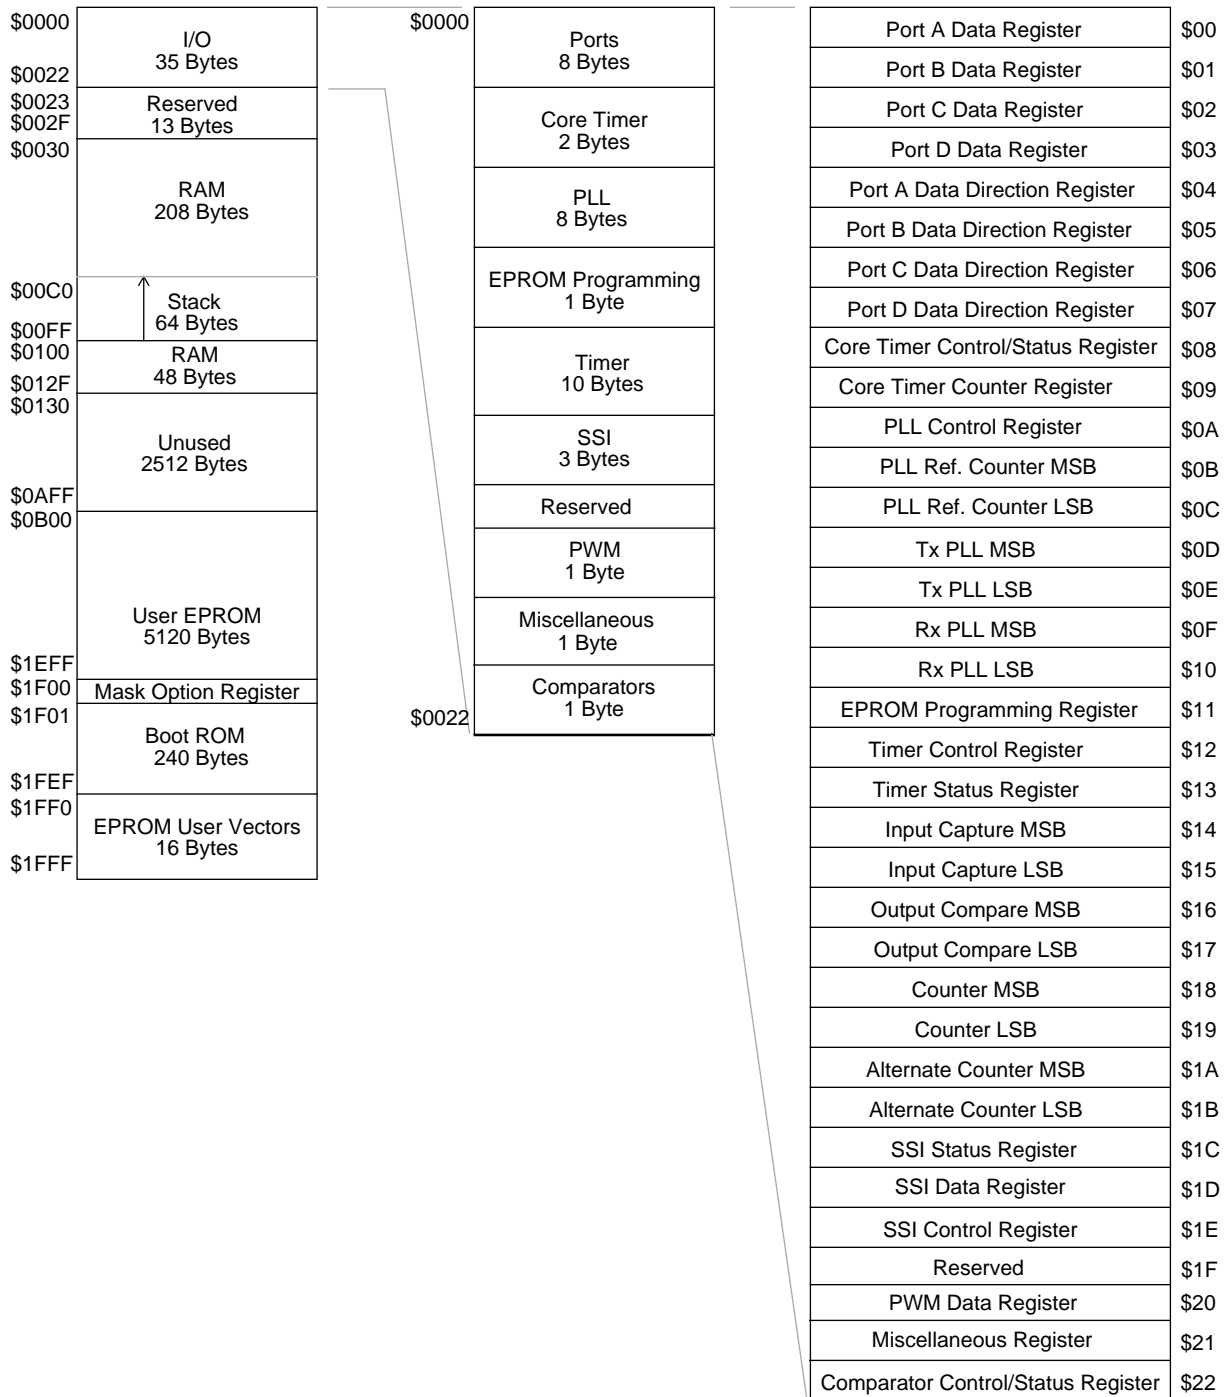 $0000
I/O
35 Bytes
$0022
$0023
Reserved
$002F
13 Bytes
$0030
RAM
208 Bytes
$00C0
Stack
64 Bytes
$00FF
$0100
RAM
48 Bytes
$012F
$0130
Unused
2512 Bytes
$0AFF
$0B00
User EPROM
5120 Bytes
$1EFF
$1F00
Mask Option Register
$1F01
Boot ROM
240 Bytes
$1FEF
$1FF0
EPROM User Vectors
16 Bytes
$1FFF
$0000
Ports
8 Bytes
Core Timer
2 Bytes
PLL
8 Bytes
EPROM Programming
1 Byte
Timer
10 Bytes
SSI
3 Bytes
Reserved
PWM
1 Byte
Miscellaneous
1 Byte
Comparators
1 Byte
$0022
Port A Data Register $00
Port B Data Register $01
Port C Data Register $02
Port D Data Register $03
Port A Data Direction Register $04
Port B Data Direction Register $05
Port C Data Direction Register $06
Port D Data Direction Register $07
Core Timer Control/Status Register $08
Core Timer Counter Register $09
PLL Control Register $0A
PLL Ref. Counter MSB $0B
PLL Ref. Counter LSB $0C
Tx PLL MSB $0D
Tx PLL LSB $0E
Rx PLL MSB $0F
Rx PLL LSB $10
EPROM Programming Register $11
Timer Control Register $12
Timer Status Register $13
Input Capture MSB $14
Input Capture LSB $15
Output Compare MSB $16
Output Compare LSB $17
Counter MSB $18
Counter LSB $19
Alternate Counter MSB $1A
Alternate Counter LSB $1B
SSI Status Register $1C
SSI Data Register $1D
SSI Control Register $1E
Reserved $1F
PWM Data Register $20
Miscellaneous Register $21
Comparator Control/Status Register $22